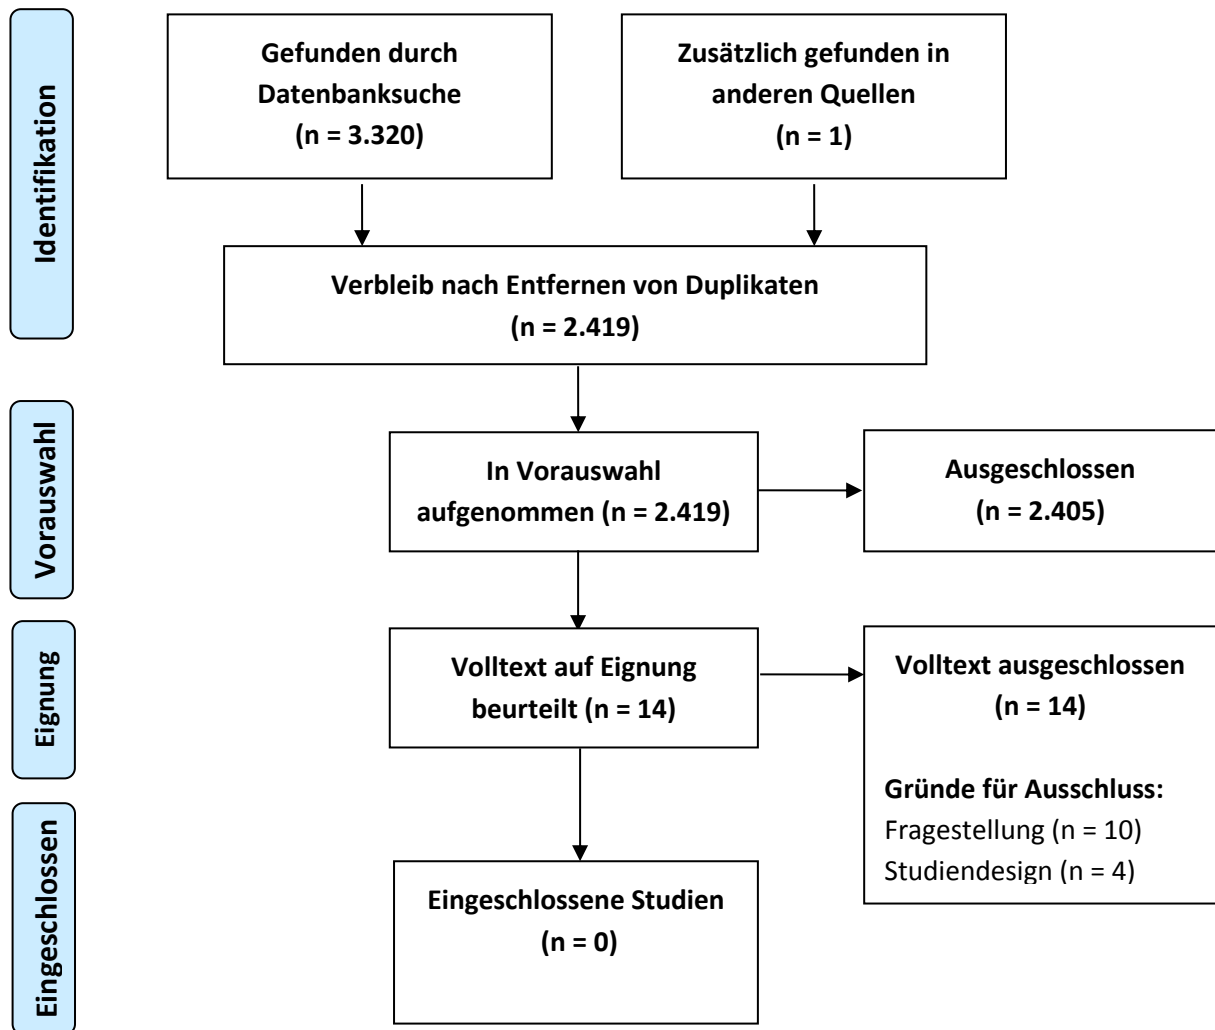 Identifikation
Gefunden durch
Datenbanksuche
(n = 3.320)
Zusätzlich gefunden in
anderen Quellen
(n = 1)
Verbleib nach Entfernen von Duplikaten
(n = 2.419)
Vorauswahl
In Vorauswahl
aufgenommen (n = 2.419)
Ausgeschlossen
(n = 2.405)
Eignung
Volltext auf Eignung
beurteilt (n = 14)
Volltext ausgeschlossen
(n = 14)
Gründe für Ausschluss:
Fragestellung (n = 10)
Studiendesign (n = 4)
Eingeschlossen
Eingeschlossene Studien
(n = 0)